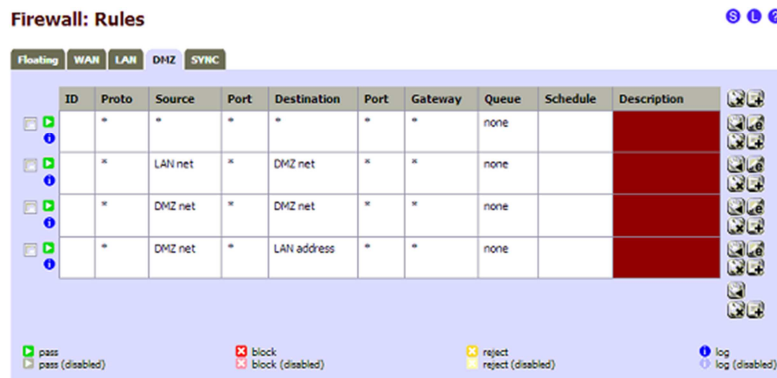 Firewall: Rules
S L ?
Floating WAN LAN DMZ SYNC
ID Proto Source Port Destination Port Gateway Queue Schedule Description
* * * * * * none
* LAN net * DMZ net * * none
* DMZ net * DMZ net * * none
* DMZ net * LAN address * * none
pass block reject log
pass (disabled) block (disabled) reject (disabled) log (disabled)